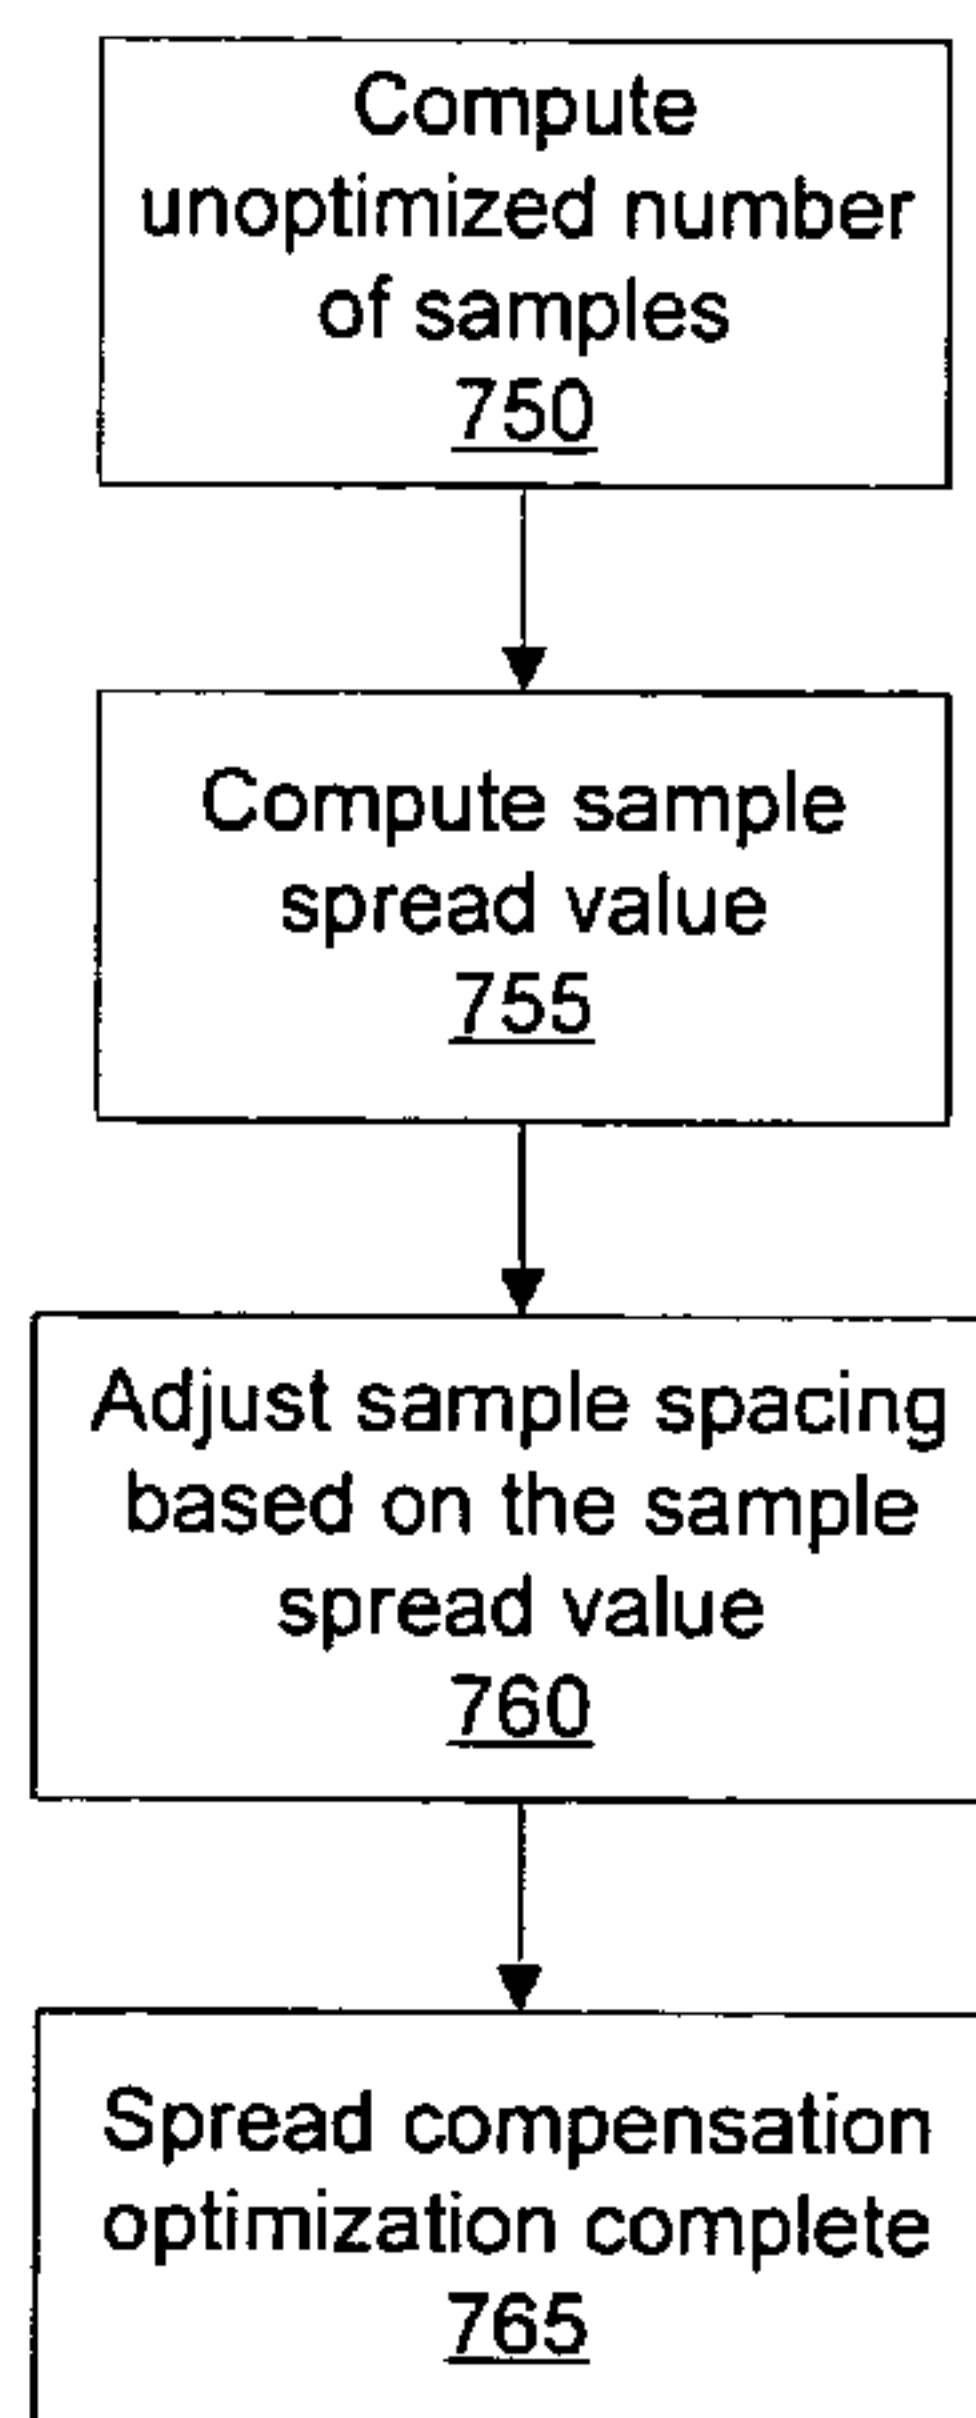 Compute
unoptimized number
of samples
750
Compute sample
spread value
755
Adjust sample spacing
based on the sample
spread value
760
Spread compensation
optimization complete
765